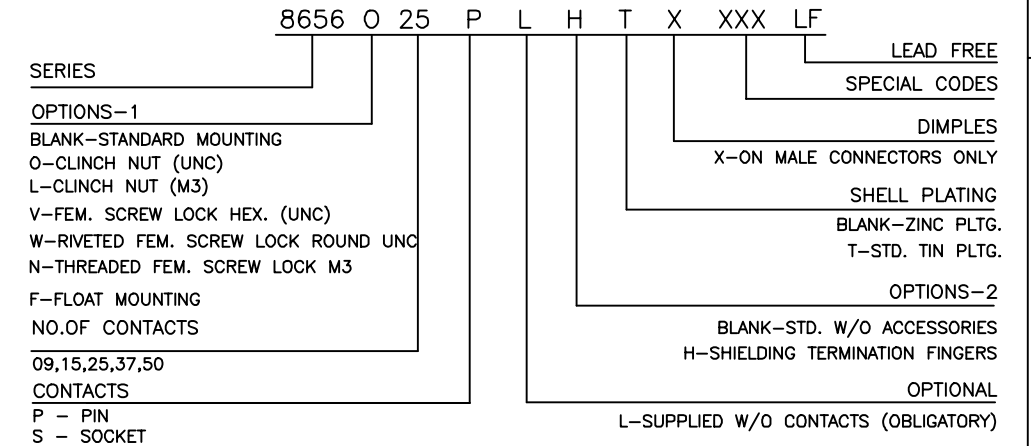 8656 O 25 P L H T X XXX LF
SERIES
OPTIONS-1
BLANK-STANDARD MOUNTING
O-CLINCH NUT (UNC)
L-CLINCH NUT (M3)
V-FEM. SCREW LOCK HEX. (UNC)
W-RIVETED FEM. SCREW LOCK ROUND UNC
N-THREADED FEM. SCREW LOCK M3
F-FLOAT MOUNTING
NO.OF CONTACTS
09,15,25,37,50
CONTACTS
P - PIN
S - SOCKET
LEAD FREE
SPECIAL CODES
DIMPLES
X-ON MALE CONNECTORS ONLY
SHELL PLATING
BLANK-ZINC PLTG.
T-STD. TIN PLTG.
OPTIONS-2
BLANK-STD. W/O ACCESSORIES
H-SHIELDING TERMINATION FINGERS
OPTIONAL
L-SUPPLIED W/O CONTACTS (OBLIGATORY)